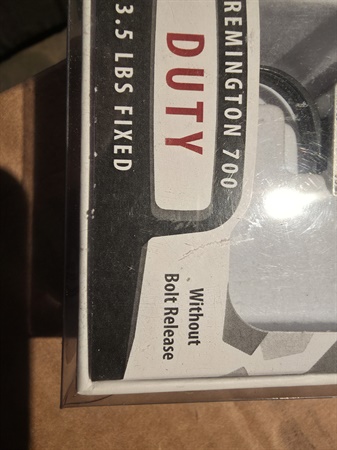 REMINGTON 700
DUTY
3.5 LBS FIXED
Without
Bolt Release